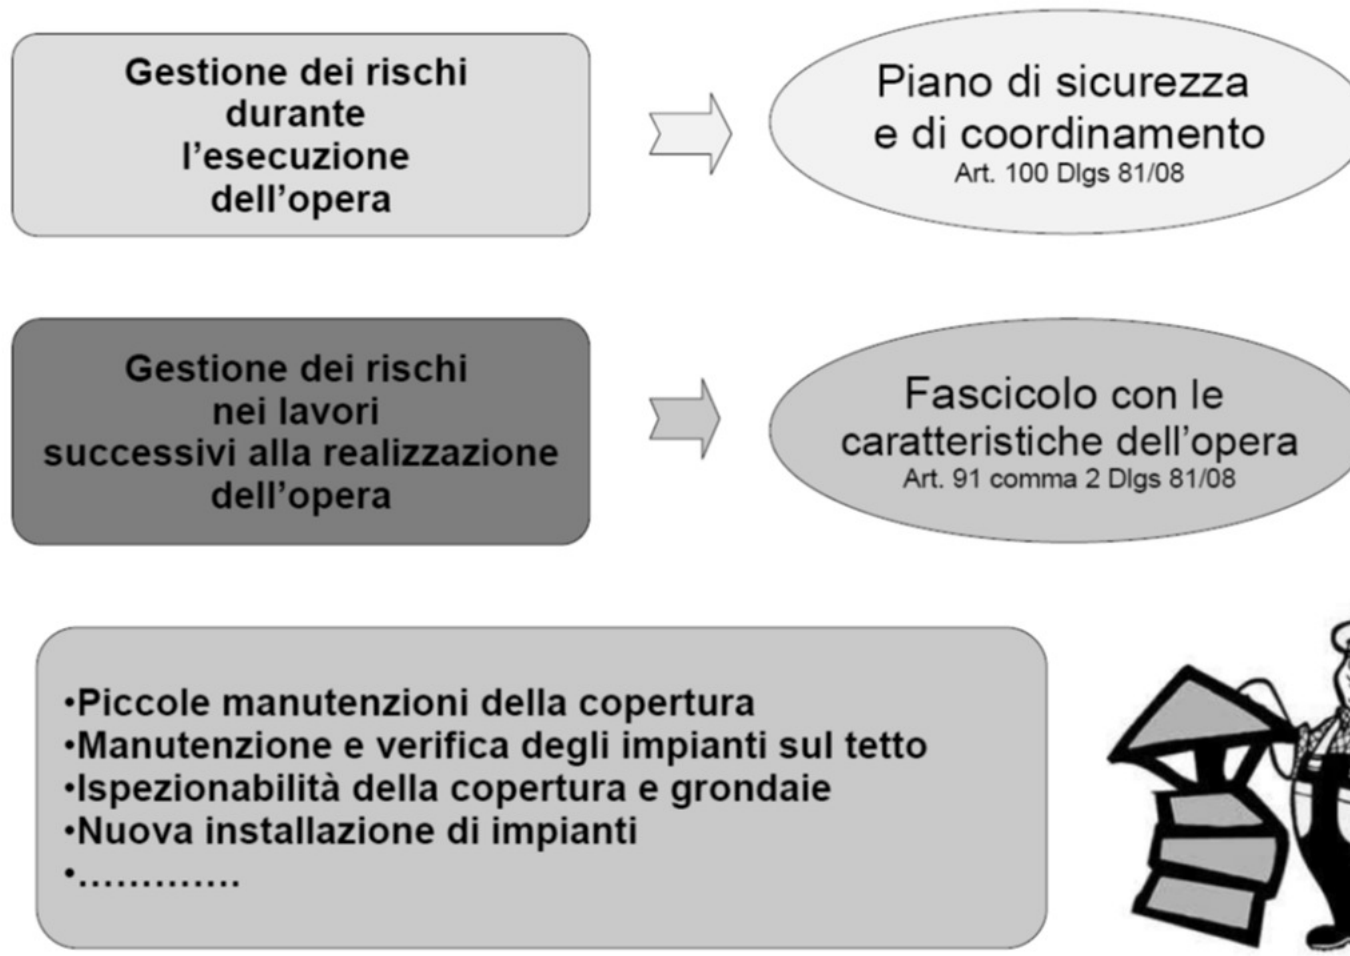 Gestione dei rischi
durante
l'esecuzione
dell'opera
Piano di sicurezza
e di coordinamento
Art. 100 Dlgs 81/08
Gestione dei rischi
nei lavori
successivi alla realizzazione
dell'opera
Fascicolo con le
caratteristiche dell'opera
Art. 91 comma 2 Dlgs 81/08
•Piccole manutenzioni della copertura
•Manutenzione e verifica degli impianti sul tetto
•Ispezionabilità della copertura e grondaie
•Nuova installazione di impianti
•………….